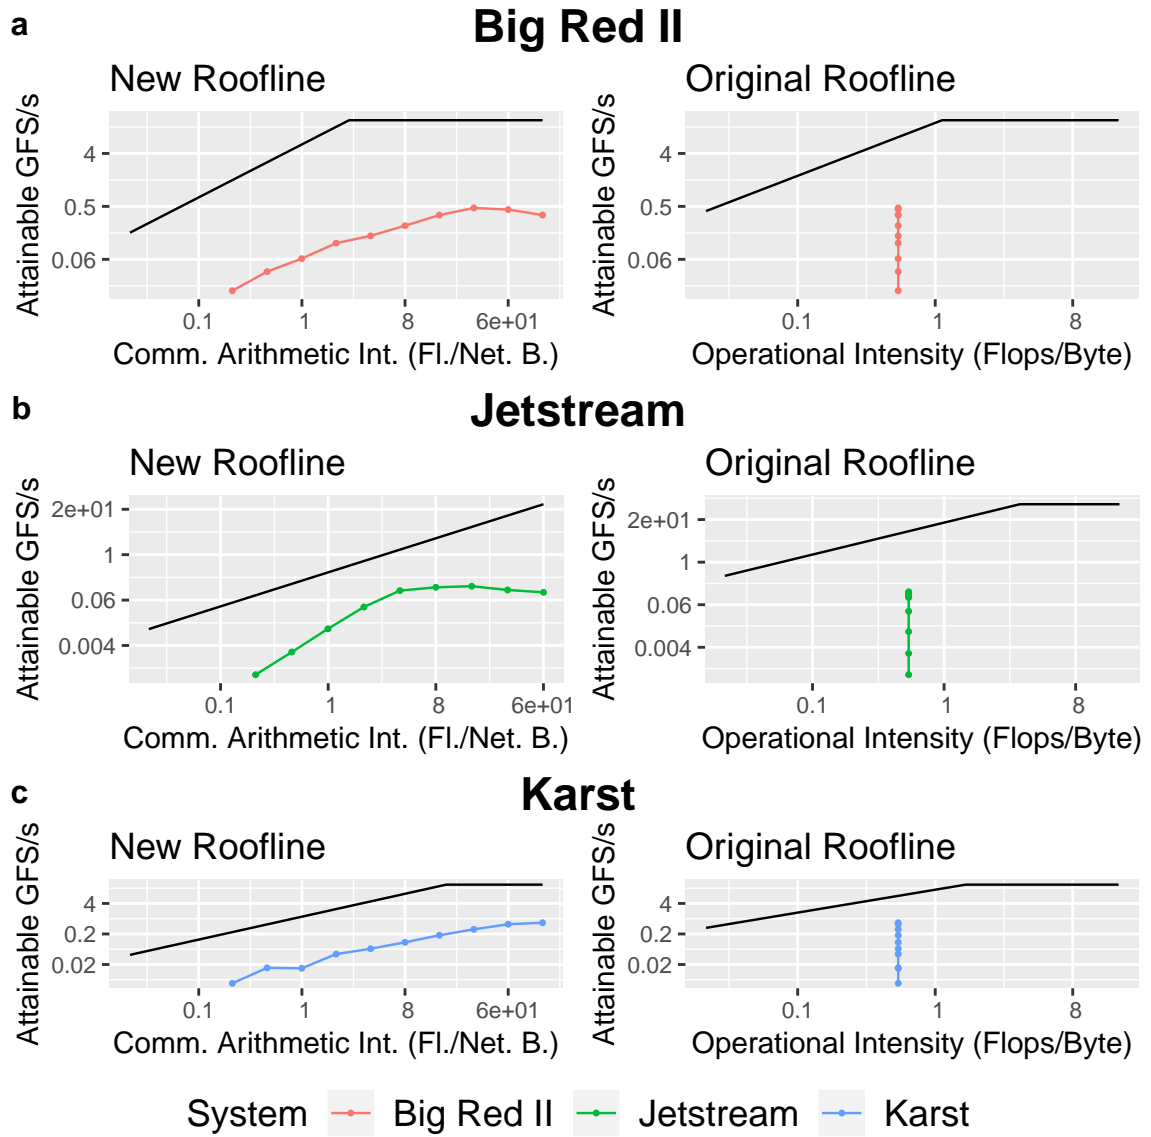 a
Big Red II
New Roofline
Original Roofline
Attainable GFS/s
4
0.5
0.06
0.1
1
8
6e+01
Comm. Arithmetic Int. (Fl./Net. B.)
Attainable GFS/s
4
0.5
0.06
0.1
1
8
Operational Intensity (Flops/Byte)
b
Jetstream
New Roofline
Original Roofline
Attainable GFS/s
2e+01
1
0.06
0.004
0.1
1
8
6e+01
Comm. Arithmetic Int. (Fl./Net. B.)
Attainable GFS/s
2e+01
1
0.06
0.004
0.1
1
8
Operational Intensity (Flops/Byte)
c
Karst
New Roofline
Original Roofline
Attainable GFS/s
4
0.2
0.02
0.1
1
8
6e+01
Comm. Arithmetic Int. (Fl./Net. B.)
Attainable GFS/s
4
0.2
0.02
0.1
1
8
Operational Intensity (Flops/Byte)
System
Big Red II
Jetstream
Karst